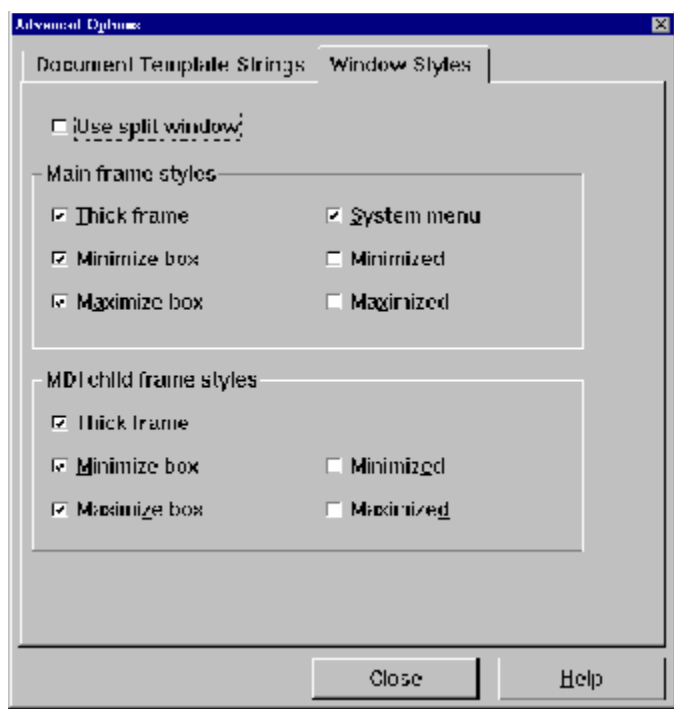 Advanced Options
Document Template Strings Window Styles
Use split window
Main frame styles
Thick frame System menu
Minimize box Minimized
Maximize box Maximized
MDI child frame styles
Thick frame
Minimize box Minimized
Maximize box Maximized
Close Help